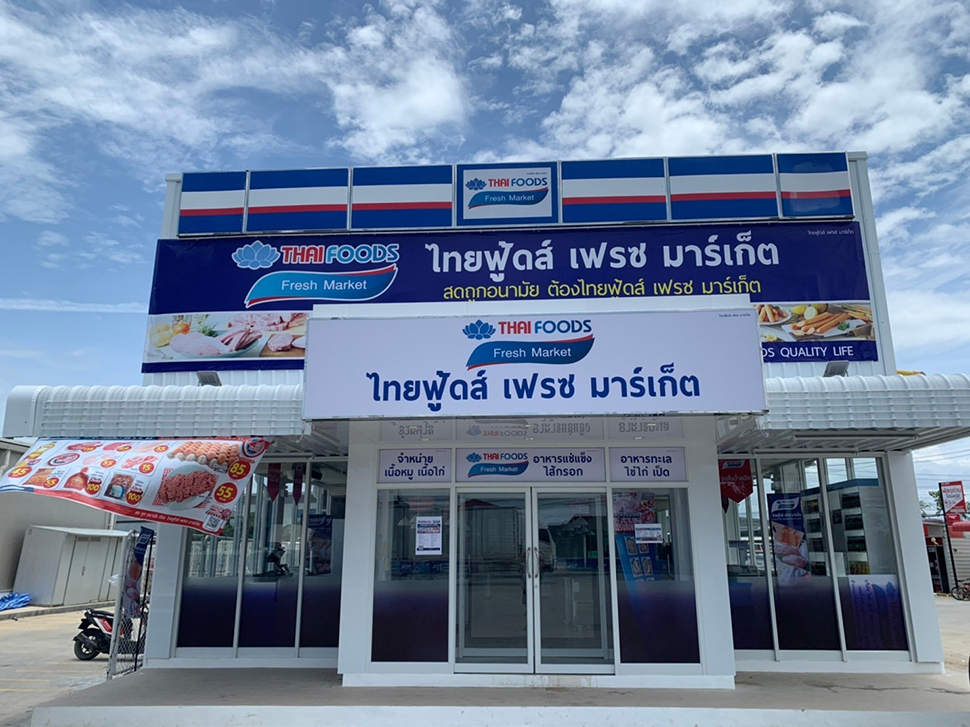 THAI FOODS
Fresh Market
THAI FOODS
Fresh Market
ไทยฟู้ดส์ เฟรซ มาร์เก็ต
สดถูกอนามัย ต้องไทยฟู้ดส์ เฟรซ มาร์เก็ต
QUALITY LIFE
THAI FOODS
Fresh Market
ไทยฟู้ดส์ เฟรซ มาร์เก็ต
จำหน่าย
เนื้อหมู เนื้อไก่
THAI FOODS
Fresh Market
อาหารแช่แข็ง
ไส้กรอก
อาหารทะเล
ไข่ไก่ เป็ด
85
55
100
100
15